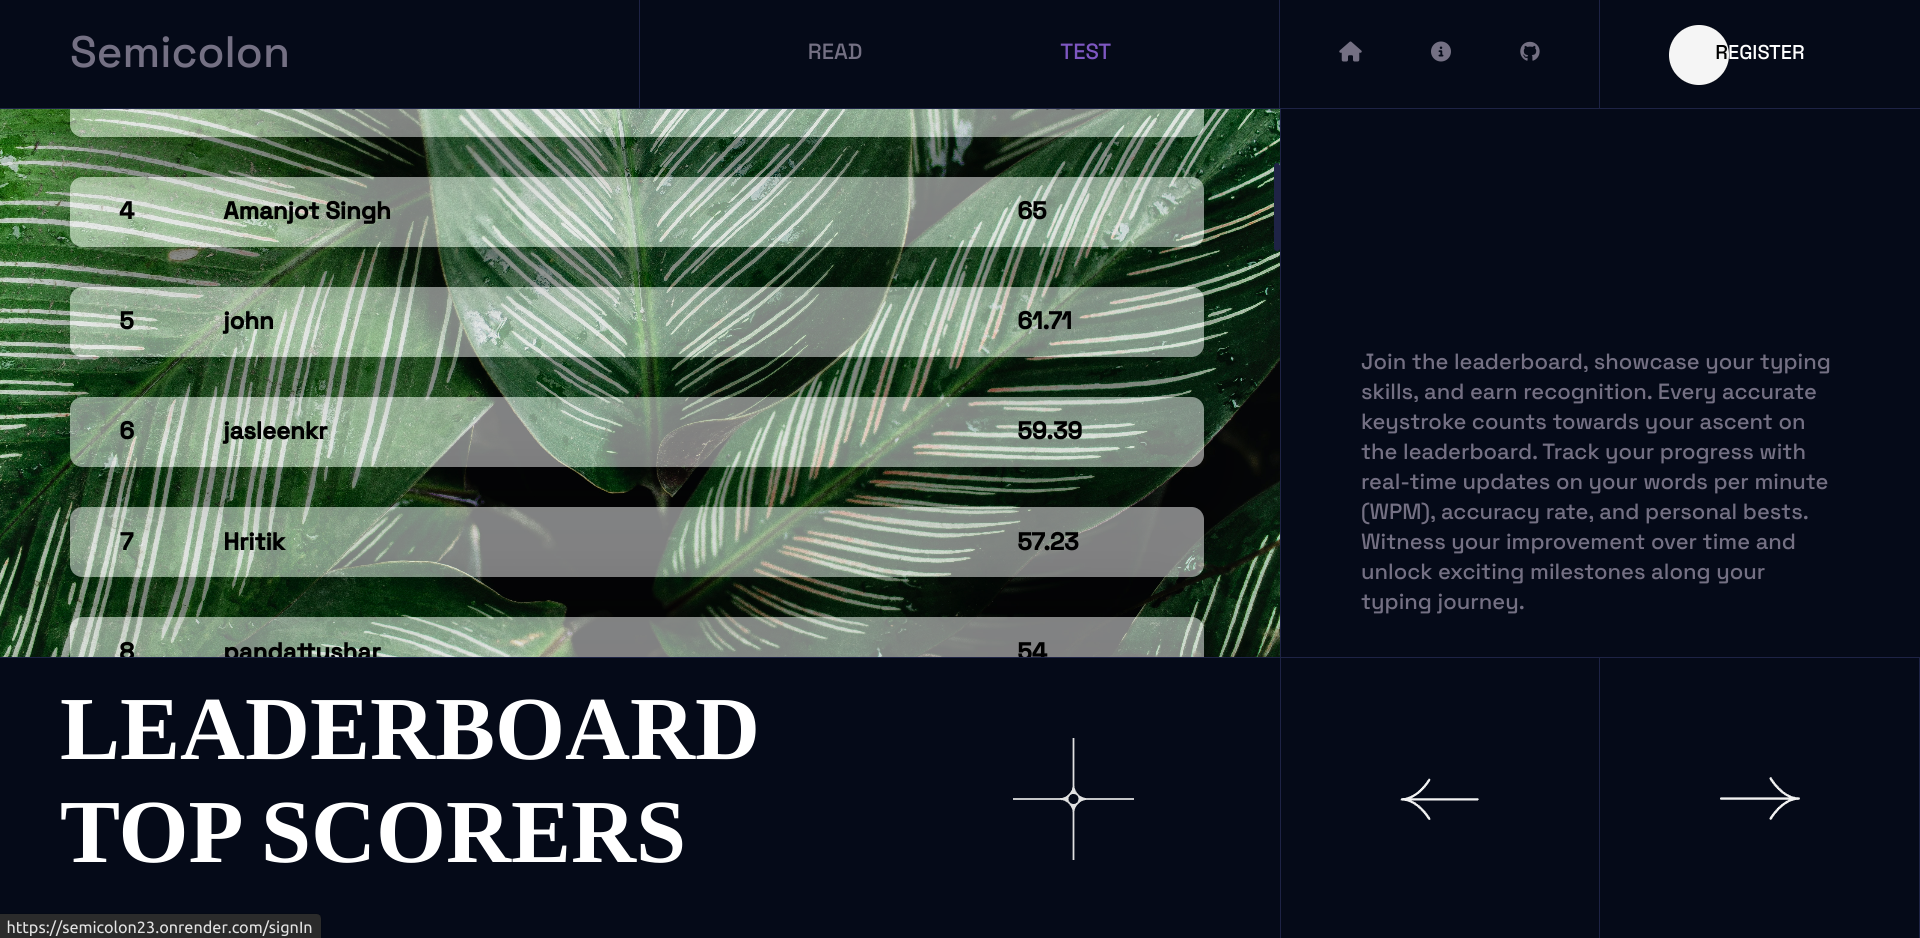 Semicolon
READ
TEST
REGISTER
4 Amanjot Singh 65
5 john 61.71
6 jasleenkr 59.39
7 Hritik 57.23
8 pandattushar 54
Join the leaderboard, showcase your typing
skills, and earn recognition. Every accurate
keystroke counts towards your ascent on
the leaderboard. Track your progress with
real-time updates on your words per minute
(WPM), accuracy rate, and personal bests.
Witness your improvement over time and
unlock exciting milestones along your
typing journey.
LEADERBOARD
TOP SCORERS
https://semicolon23.onrender.com/signIn